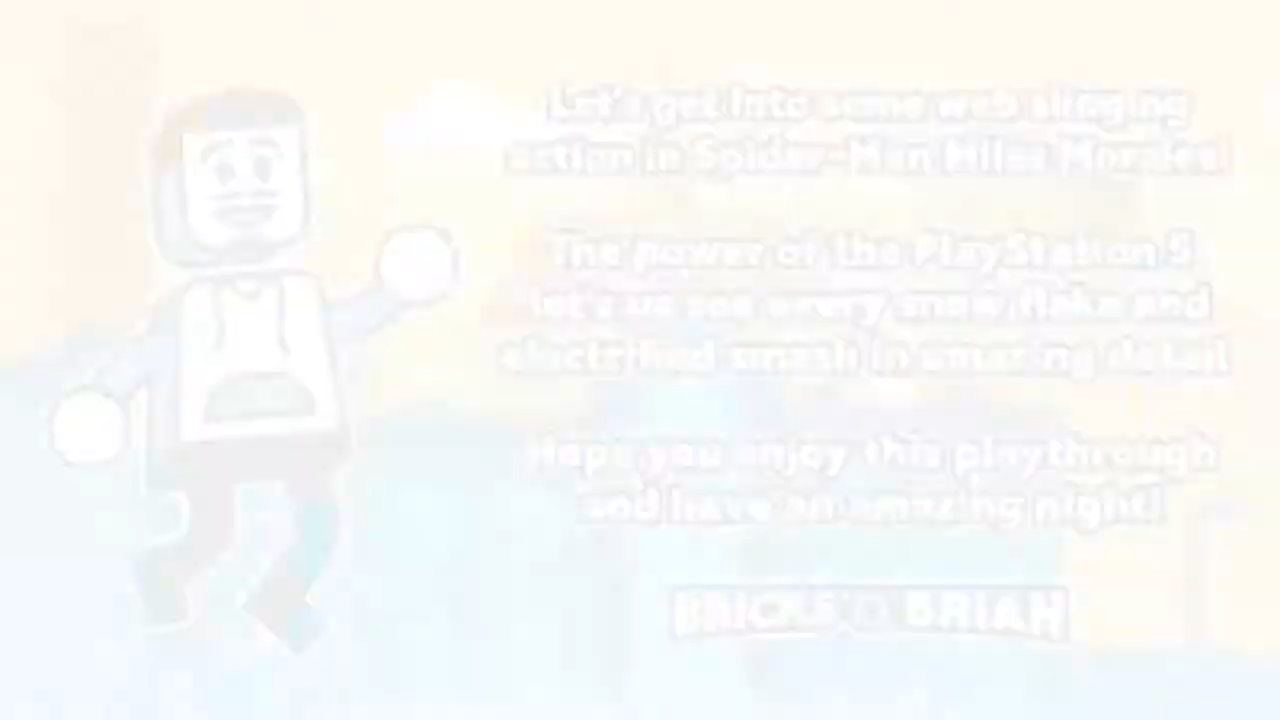 Let's get into some web slinging
action in Spider-Man Miles Morales!
The power of the PlayStation 5
let's us see every snow flake and
electrified smash in amazing detail
Hope you enjoy this playthrough
and have an amazing night!
BRICKS 'O' BRIAN